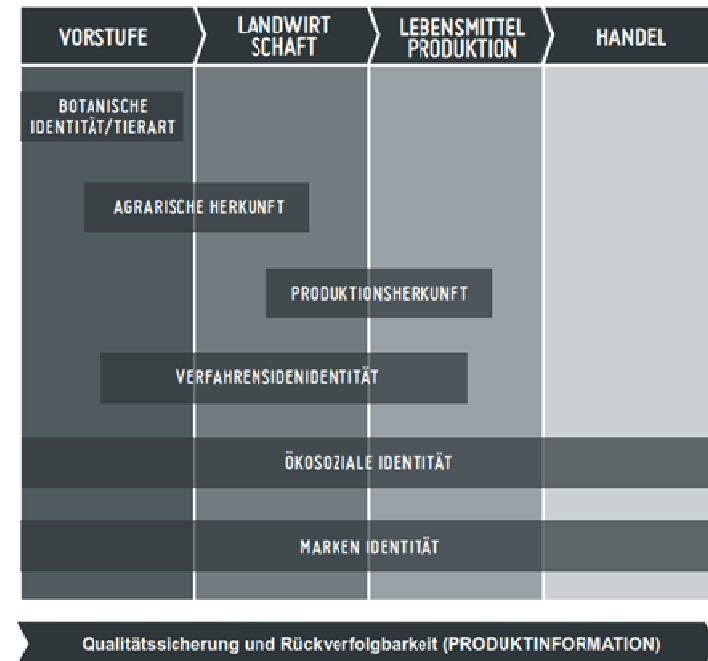 VORSTUFE
LANDWIRT
SCHAFT
LEBENSMITTEL
PRODUKTION
HANDEL
BOTANISCHE
IDENTITÄT/TIERART
AGRARISCHE HERKUNFT
PRODUKTIONSHERKUNFT
VERFAHRENSIDENIDENTITÄT
ÖKOSOZIALE IDENTITÄT
MARKEN IDENTITÄT
Qualitätssicherung und Rückverfolgbarkeit (PRODUKTINFORMATION)